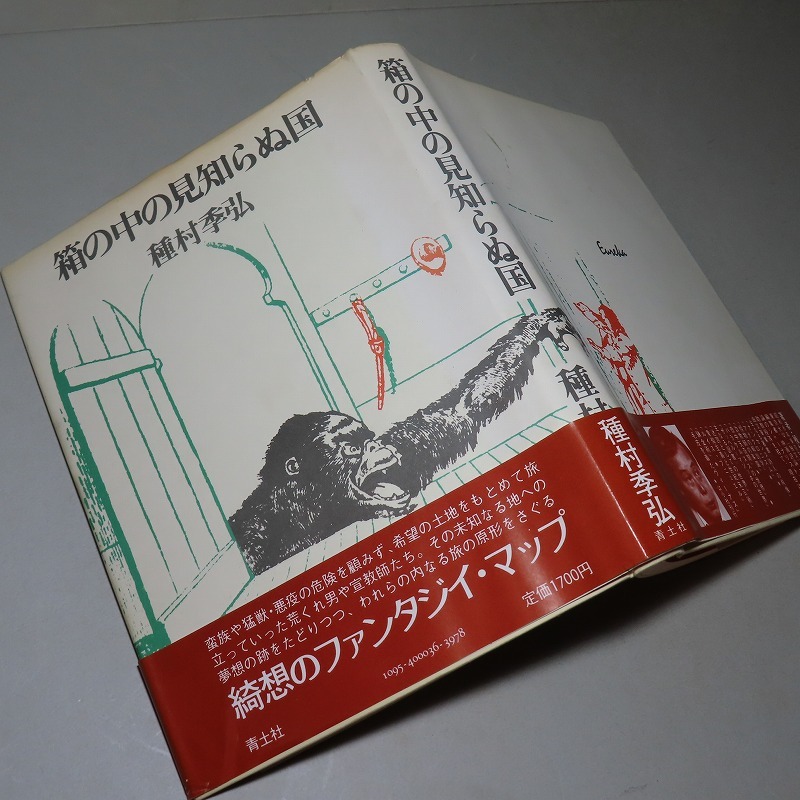 箱の中の見知らぬ国
種村季弘
蛮族や猛獣・悪疫の危険を顧みず、希望の土地をもとめて旅
立っていった荒くれ男や宣教師たち。その未知なる地への
夢想の跡をたどりつつ、われらの内なる旅の原形をさぐる
綺想のファンタジイ・マップ
定価1700円
1095-400036-3978
青土社
箱の中の見知らぬ国
種村
種村季弘
青土社
Eureka